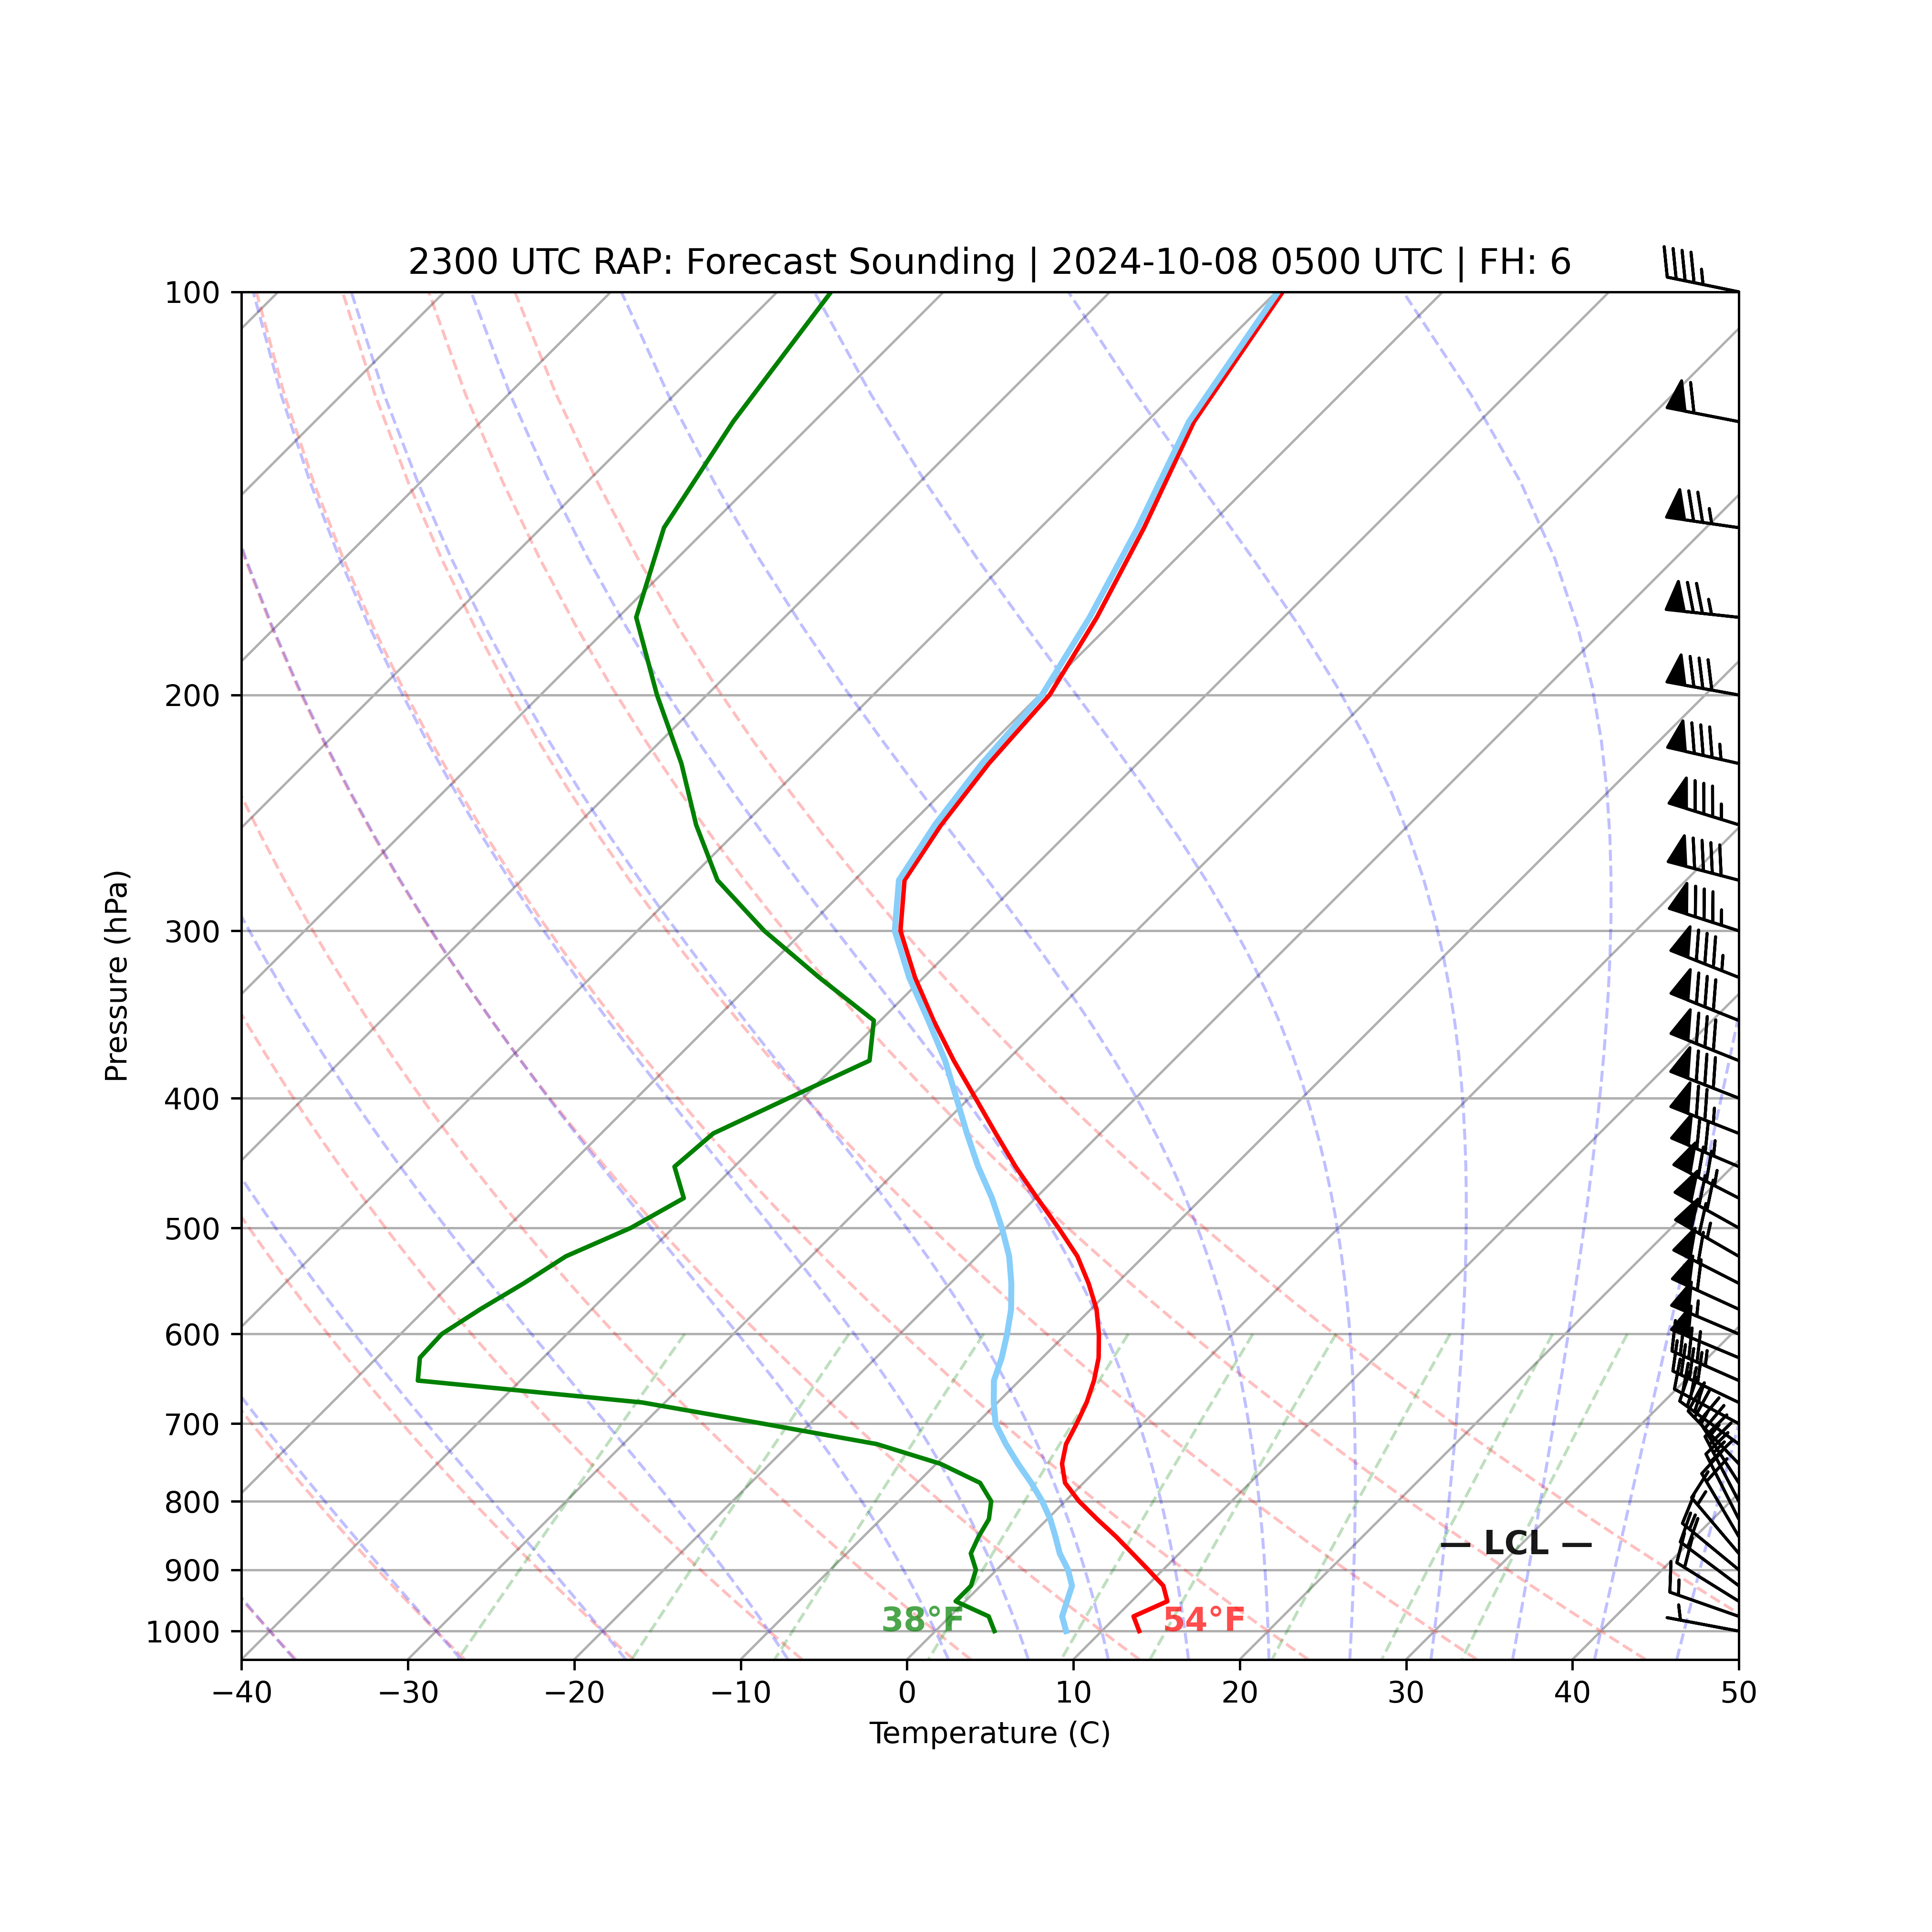 2300 UTC RAP: Forecast Sounding | 2024-10-08 0500 UTC | FH: 6
100
200
300
400
500
600
700
800
900
1000
Pressure (hPa)
— LCL —
38°F
54°F
−40 −30 −20 −10 0 10 20 30 40 50
Temperature (C)